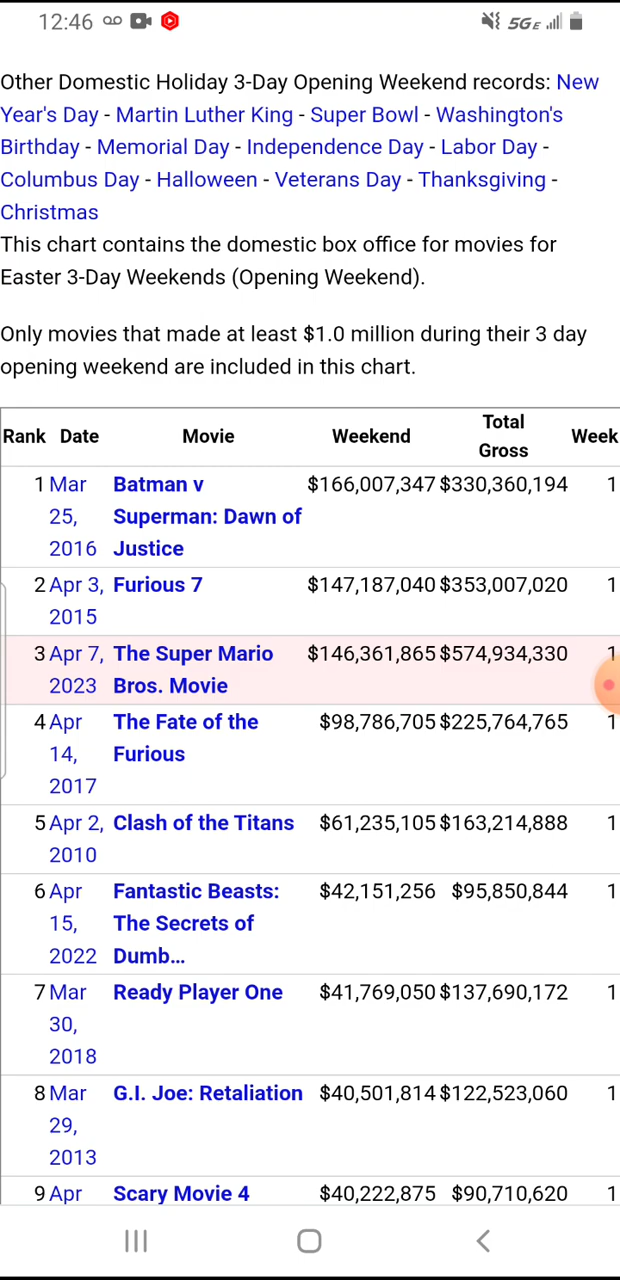 12:46 5GE
Other Domestic Holiday 3-Day Opening Weekend records: New
Year's Day - Martin Luther King - Super Bowl - Washington's
Birthday - Memorial Day - Independence Day - Labor Day -
Columbus Day - Halloween - Veterans Day - Thanksgiving -
Christmas
This chart contains the domestic box office for movies for
Easter 3-Day Weekends (Opening Weekend).
Only movies that made at least $1.0 million during their 3 day
opening weekend are included in this chart.
Rank Date Movie Weekend Total Gross Week
1 Mar Batman v $166,007,347 $330,360,194 1
25, Superman: Dawn of
2016 Justice
2 Apr 3, Furious 7 $147,187,040 $353,007,020 1
2015
3 Apr 7, The Super Mario $146,361,865 $574,934,330 1
2023 Bros. Movie
4 Apr The Fate of the $98,786,705 $225,764,765 1
14, Furious
2017
5 Apr 2, Clash of the Titans $61,235,105 $163,214,888 1
2010
6 Apr Fantastic Beasts: $42,151,256 $95,850,844 1
15, The Secrets of
2022 Dumb...
7 Mar Ready Player One $41,769,050 $137,690,172 1
30,
2018
8 Mar G.I. Joe: Retaliation $40,501,814 $122,523,060 1
29,
2013
9 Apr Scary Movie 4 $40,222,875 $90,710,620 1